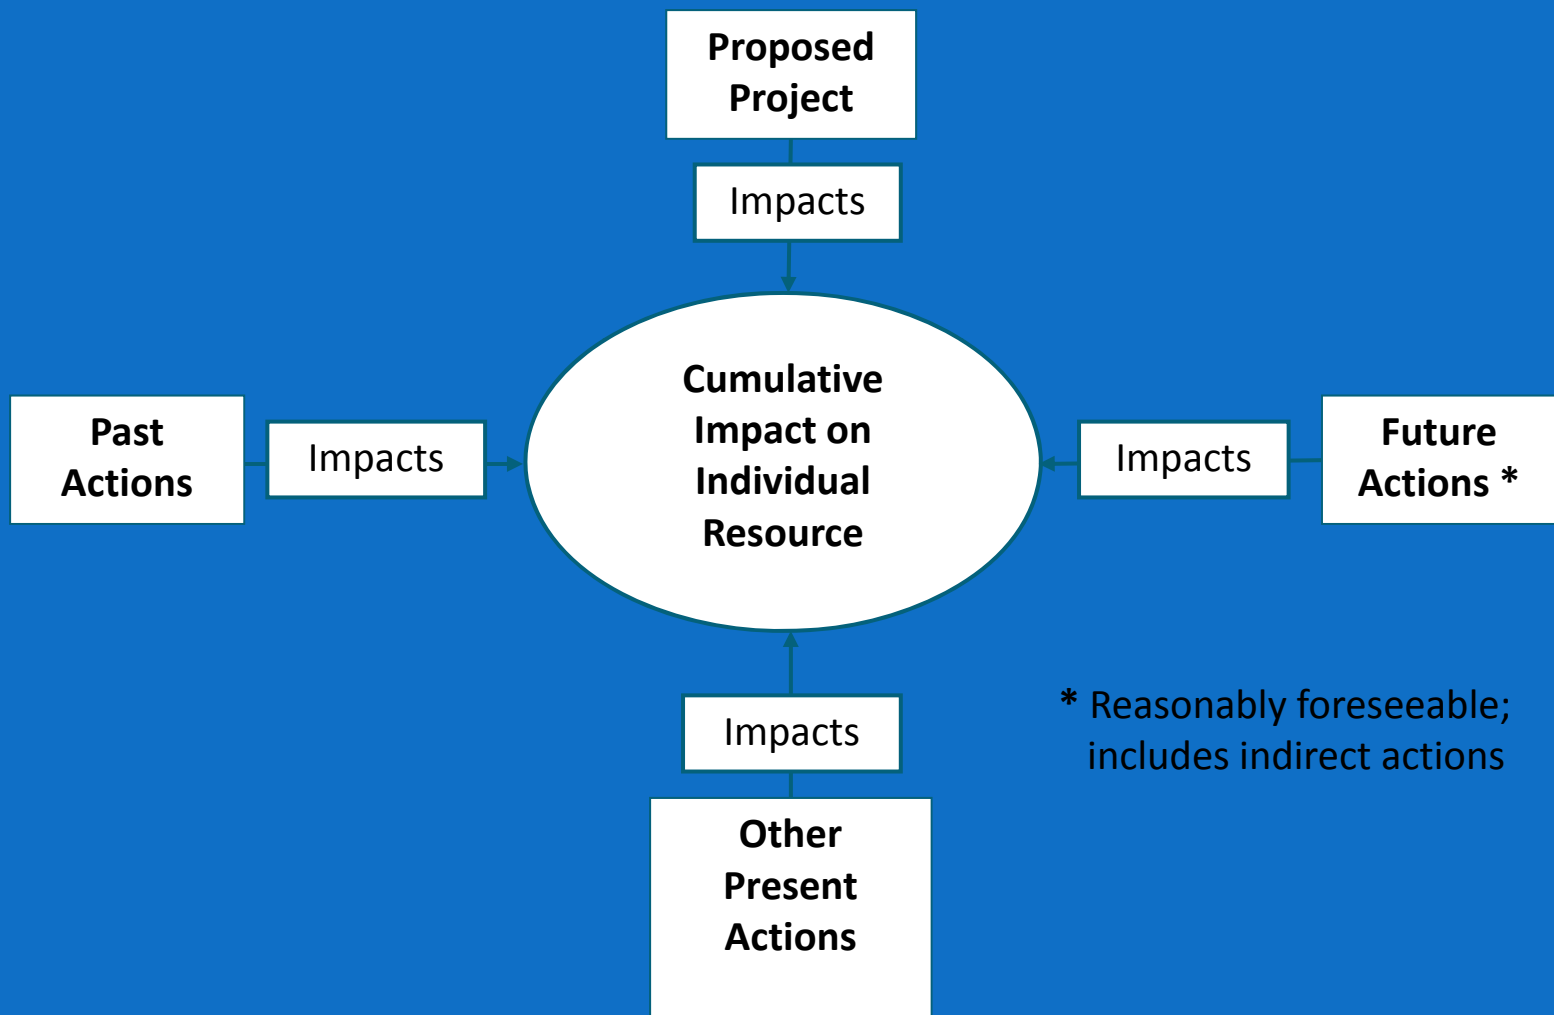 Proposed
Project
Impacts
Cumulative
Impact on
Individual
Resource
Past
Actions
Impacts
Impacts
Future
Actions *
Impacts
* Reasonably foreseeable;
includes indirect actions
Other
Present
Actions